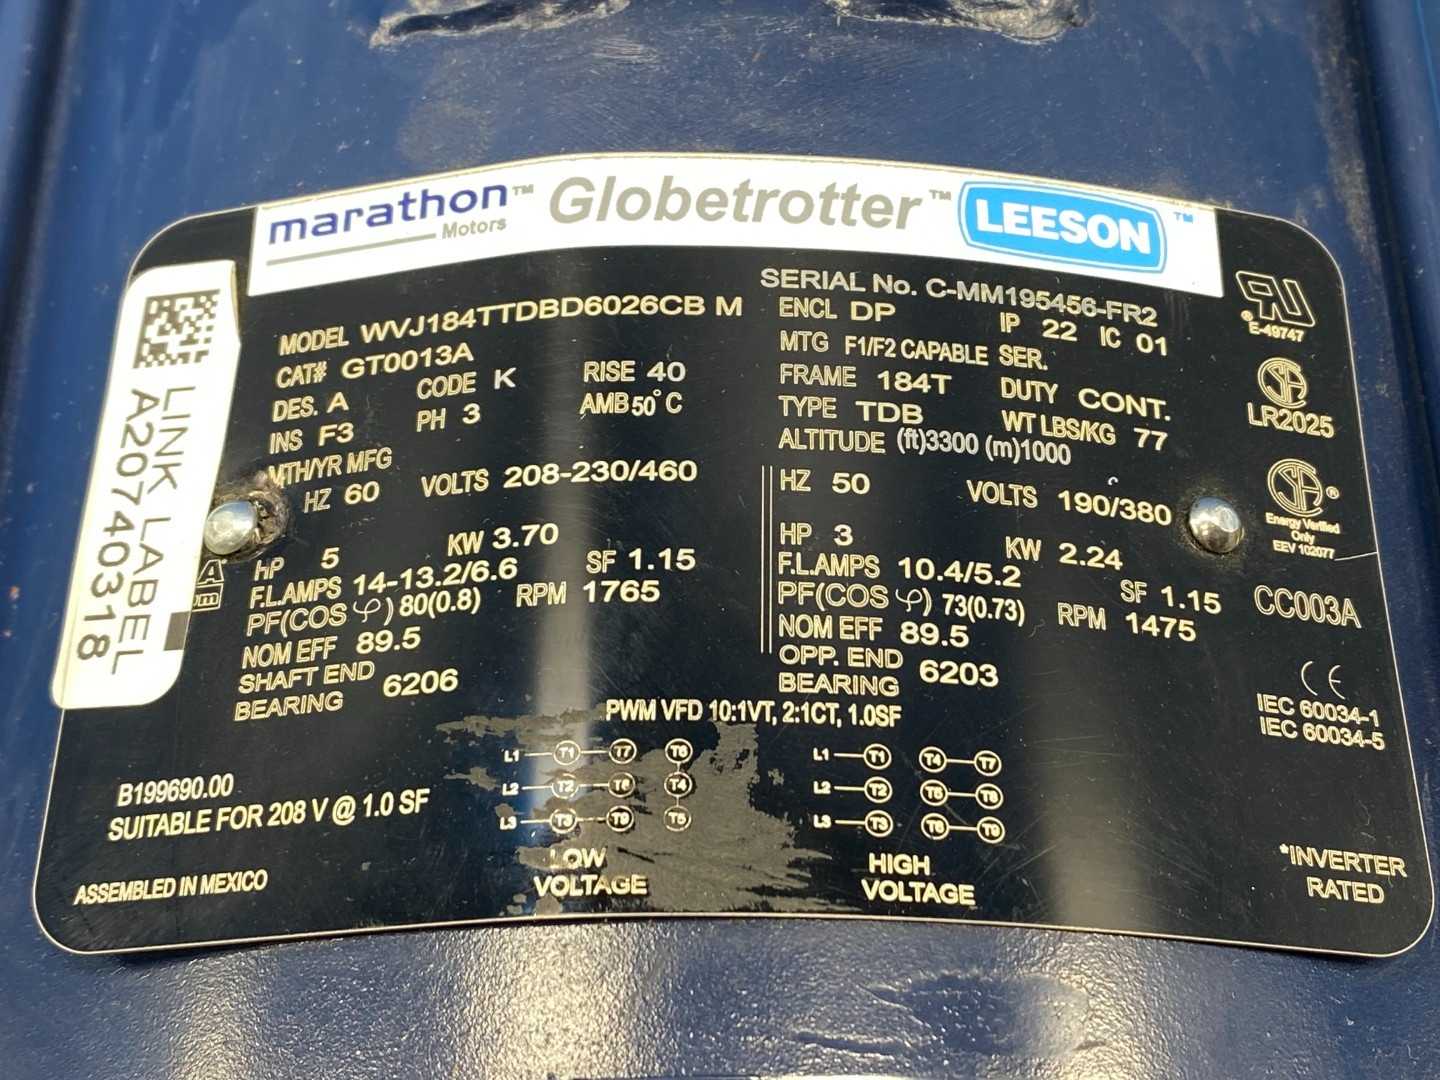 marathon™ Motors Globetrotter™ LEESON™
SERIAL No. C-MM195456-FR2
MODEL WVJ184TTDBD6026CB M
CAT# GT0013A
DES. A CODE K RISE 40
INS F3 PH 3 AMB 50°C
MTH/YR MFG
ENCL DP IP 22 IC 01
MTG F1/F2 CAPABLE SER.
FRAME 184T DUTY CONT.
TYPE TDB WT LBS/KG 77
ALTITUDE (ft)3300 (m)1000
HZ 60 VOLTS 208-230/460
HP 5 KW 3.70
F.L.AMPS 14-13.2/6.6 SF 1.15
PF(COS φ) 80(0.8) RPM 1765
NOM EFF 89.5
SHAFT END
BEARING 6206
HZ 50 VOLTS 190/380
HP 3 KW 2.24
F.L.AMPS 10.4/5.2 SF 1.15
PF(COS φ) 73(0.73) RPM 1475
NOM EFF 89.5
OPP. END
BEARING 6203
PWM VFD 10:1VT, 2:1CT, 1.0SF
L1 T1 T7 T6
L2 T2 T8 T4
L3 T3 T9 T5
LOW
VOLTAGE
L1 T1 T4 T7
L2 T2 T5 T8
L3 T3 T6 T9
HIGH
VOLTAGE
B199690.00
SUITABLE FOR 208 V @ 1.0 SF
ASSEMBLED IN MEXICO
LINK LABEL
A20740318
®
E-49747
LR2025
®
Energy Verified
Only
EEV 102077
CC003A
CE
IEC 60034-1
IEC 60034-5
*INVERTER
RATED